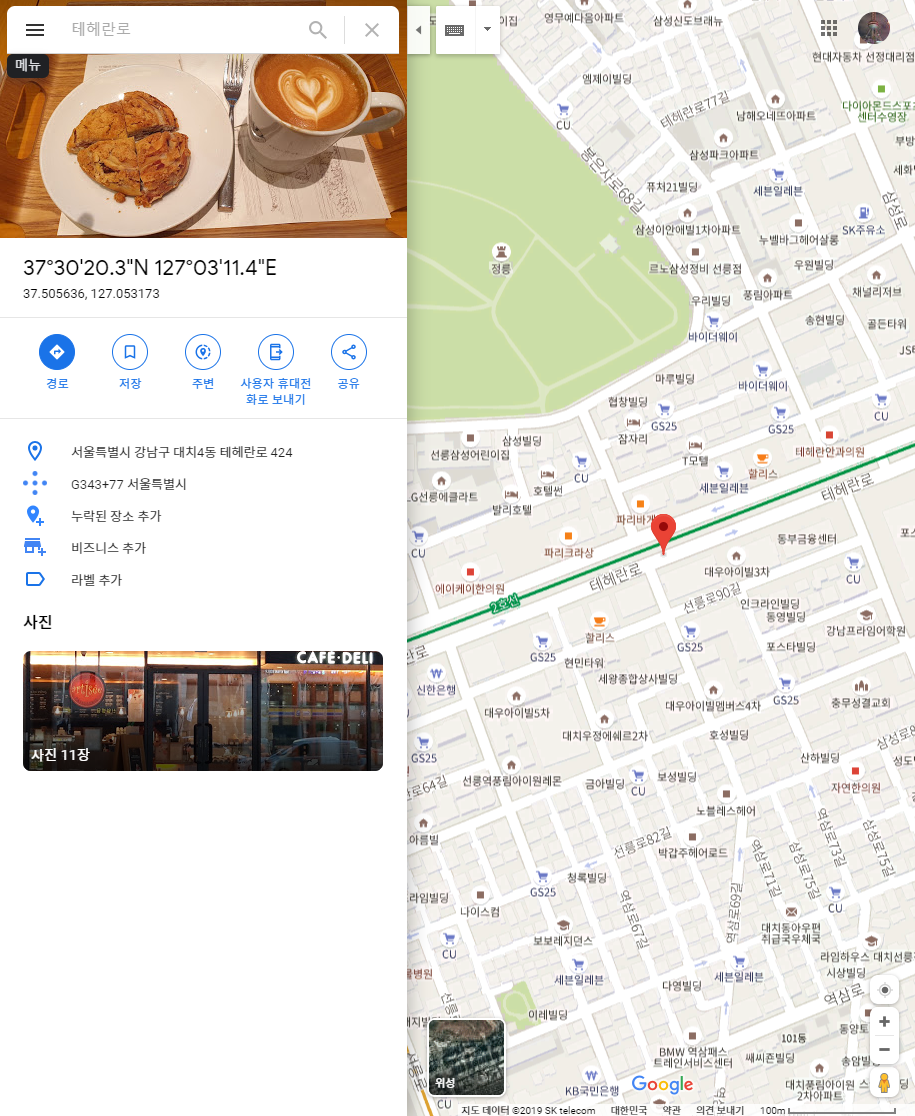 테헤란로
메뉴
37°30'20.3"N 127°03'11.4"E
37.505636, 127.053173
경로
저장
주변
사용자 휴대전
화로 보내기
공유
서울특별시 강남구 대치4동 테헤란로 424
G343+77 서울특별시
누락된 장소 추가
비즈니스 추가
라벨 추가
사진
CAFE·DELI
artisée
사진 11장
영무예다음아파트
삼성신도브래뉴
현대자동차 선정대리점
엠제이빌딩
CU
테헤란로77길
남해오네뜨아파트
다이아몬드스포츠
센터수영장
봉은사로68길
삼성파크아파트
퓨처21빌딩
세븐일레븐
삼성로
삼성이안애빌1차아파트
누벨바그헤어살롱
SK주유소
정릉
르노삼성정비 선릉점
우원빌딩
풍림아파트
채널리저브
우리빌딩
송현빌딩
골든타워
바이더웨이
마루빌딩
바이더웨이
협창빌딩
GS25
GS25
CU
잠자리
삼성빌딩
선릉삼성어린이집
T모텔
할리스
테헤란안과의원
CU
호텔썬
세븐일레븐
LG선릉에클라트
발리호텔
테헤란로
파리바게
CU
파리크라상
동부금융센터
대우아이빌3차
테헤란로
CU
에이케이한의원
2호선
선릉로90길
인크라인빌딩
동영빌딩
할리스
강남프라임어학원
GS25
GS25
포스타빌딩
현민타워
신한은행
세왕종합상사빌딩
GS25
대우아이빌5차
대우아이빌멤버스4차
충무성결교회
대치우정에쉐르2차
호성빌딩
GS25
산하빌딩
선릉역풍림아이원레몬
CU
보성빌딩
금아빌딩
자연한의원
노블레스헤어
선릉로82길
박갑주헤어로드
역삼로73길
삼성로75길
역삼로71길
삼성로75길
GS25
청록빌딩
나이스컴
역삼로67길
역삼로69길
CU
대치동아우편
취급국우체국
보보레지던스
CU
라임하우스
대치선릉
시상빌딩
세븐일레븐
세븐일레븐
다영빌딩
역삼로
이레빌딩
101동
BMW 역삼패스
트레인서비스센터
쌔씨쥰빌딩
KB국민은행
대치풍림아이원
2차아파트
CU
위성
Google
지도 데이터 ©2019 SK telecom 대한민국 약관 의견 보내기 100m